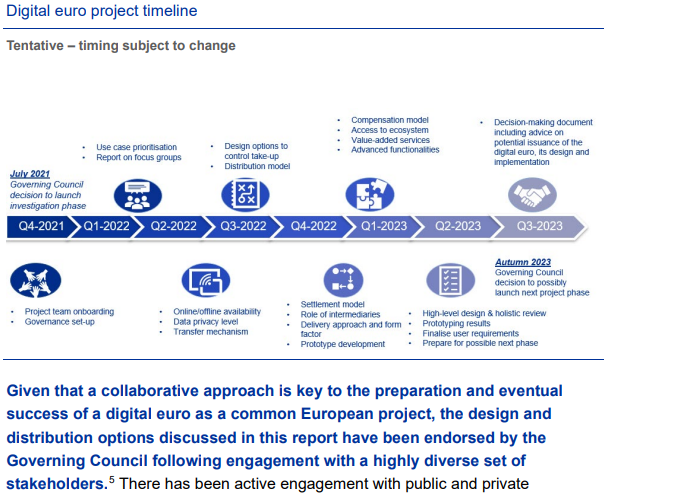 Digital euro project timeline
Tentative – timing subject to change
• Compensation model
• Access to ecosystem
• Value-added services
• Advanced functionalities
• Decision-making document
including advice on
potential issuance of the
digital euro, its design and
implementation
• Use case prioritisation
• Report on focus groups
• Design options to
control take-up
• Distribution model
July 2021
Governing Council
decision to launch
investigation phase
Q4-2021
Q1-2022
Q2-2022
Q3-2022
Q4-2022
Q1-2023
Q2-2023
Q3-2023
Autumn 2023
Governing Council
decision to possibly
launch next project phase
• Project team onboarding
• Governance set-up
• Online/offline availability
• Data privacy level
• Transfer mechanism
• Settlement model
• Role of intermediaries
• Delivery approach and form
factor
• Prototype development
• High-level design & holistic review
• Prototyping results
• Finalise user requirements
• Prepare for possible next phase
Given that a collaborative approach is key to the preparation and eventual
success of a digital euro as a common European project, the design and
distribution options discussed in this report have been endorsed by the
Governing Council following engagement with a highly diverse set of
stakeholders.5 There has been active engagement with public and private